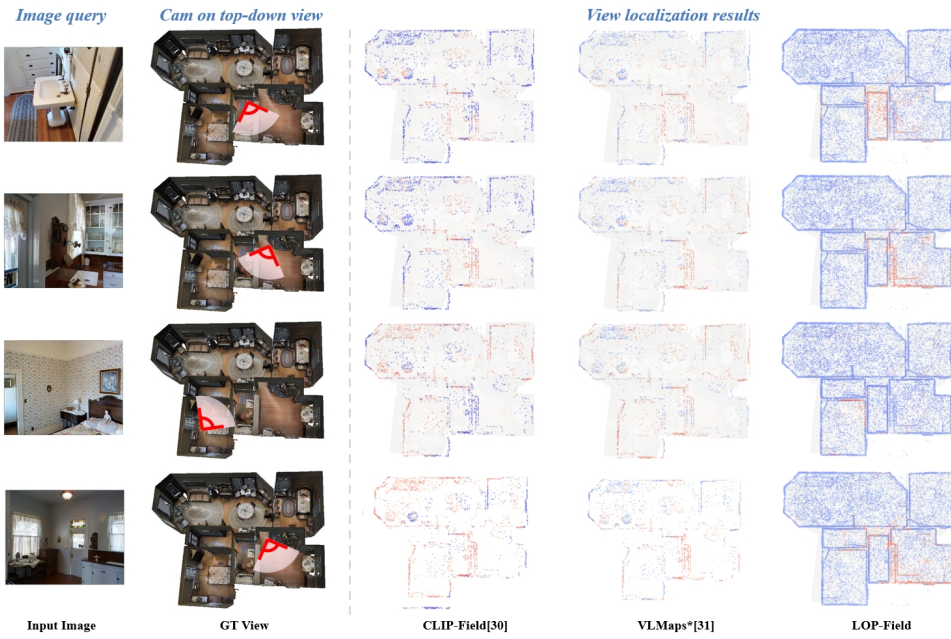 Image query
Cam on top-down view
View localization results
Input Image
GT View
CLIP-Field[30]
VLMaps*[31]
LOP-Field